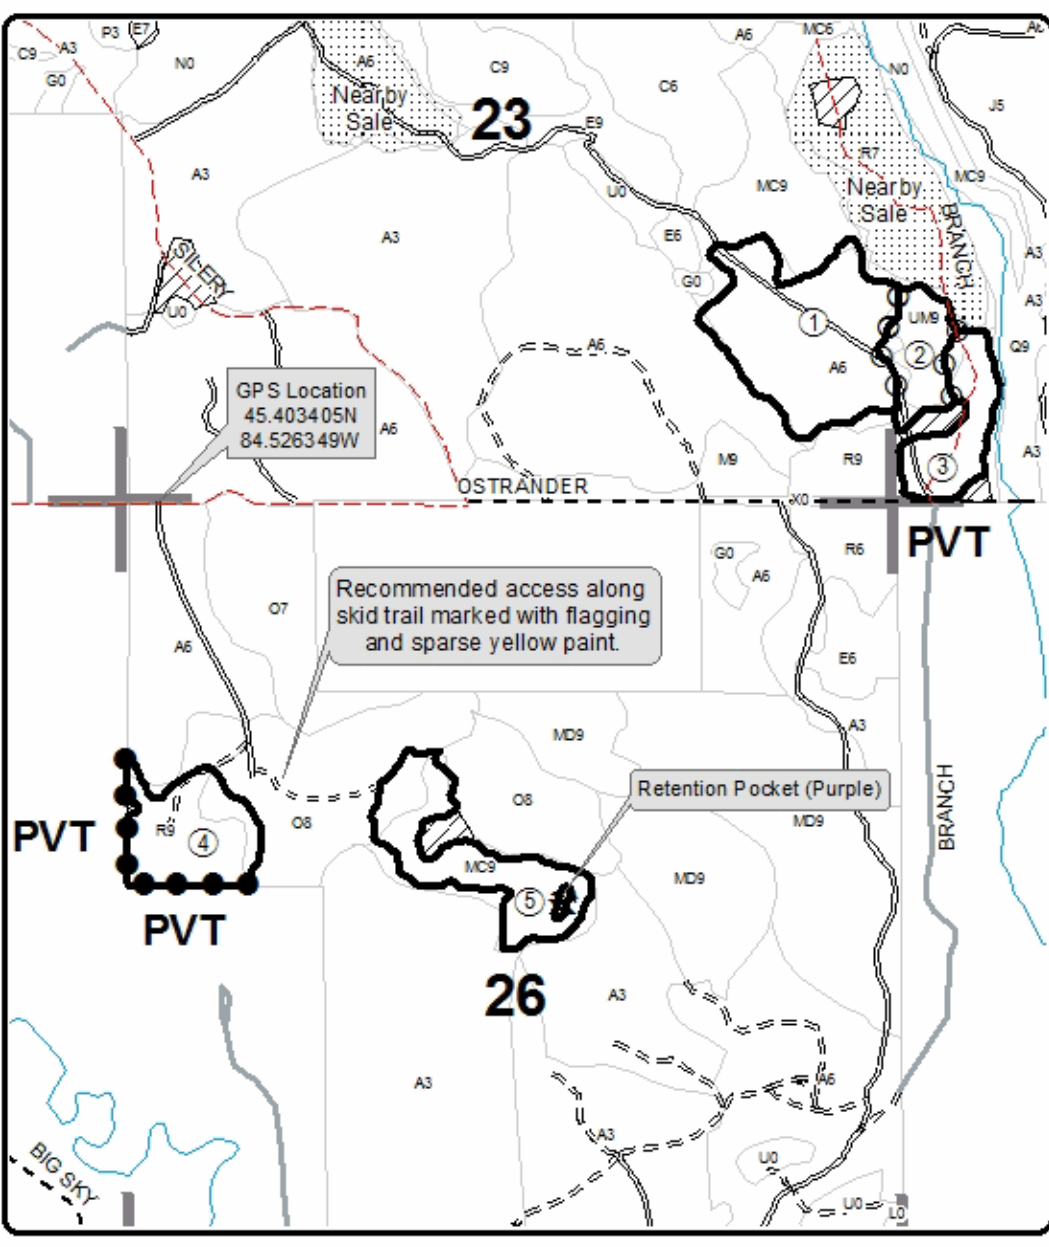 P3
E7
A6
MC6
C9
A3
G0
N0
A6
C9
C6
N0
J5
Nearby
Sale
23
E9
R7
A3
U0
MC9
Nearby
Sale
MC9
BRANCH
A3
E6
A3
SILERY
G0
U0
A3
1
UM9
Q9
A6
2
A6
GPS Location
45.403405N
84.526349W
A6
M9
R9
3
A3
OSTRANDER
X0
PVT
G0
A6
R6
O7
Recommended access along
skid trail marked with flagging
and sparse yellow paint.
A6
E6
A3
MD9
Retention Pocket (Purple)
O8
BRANCH
PVT
R9
4
O8
MD9
MC9
MD9
5
PVT
26
A3
A3
A6
A3
BIG SKY
U0
U0
L0